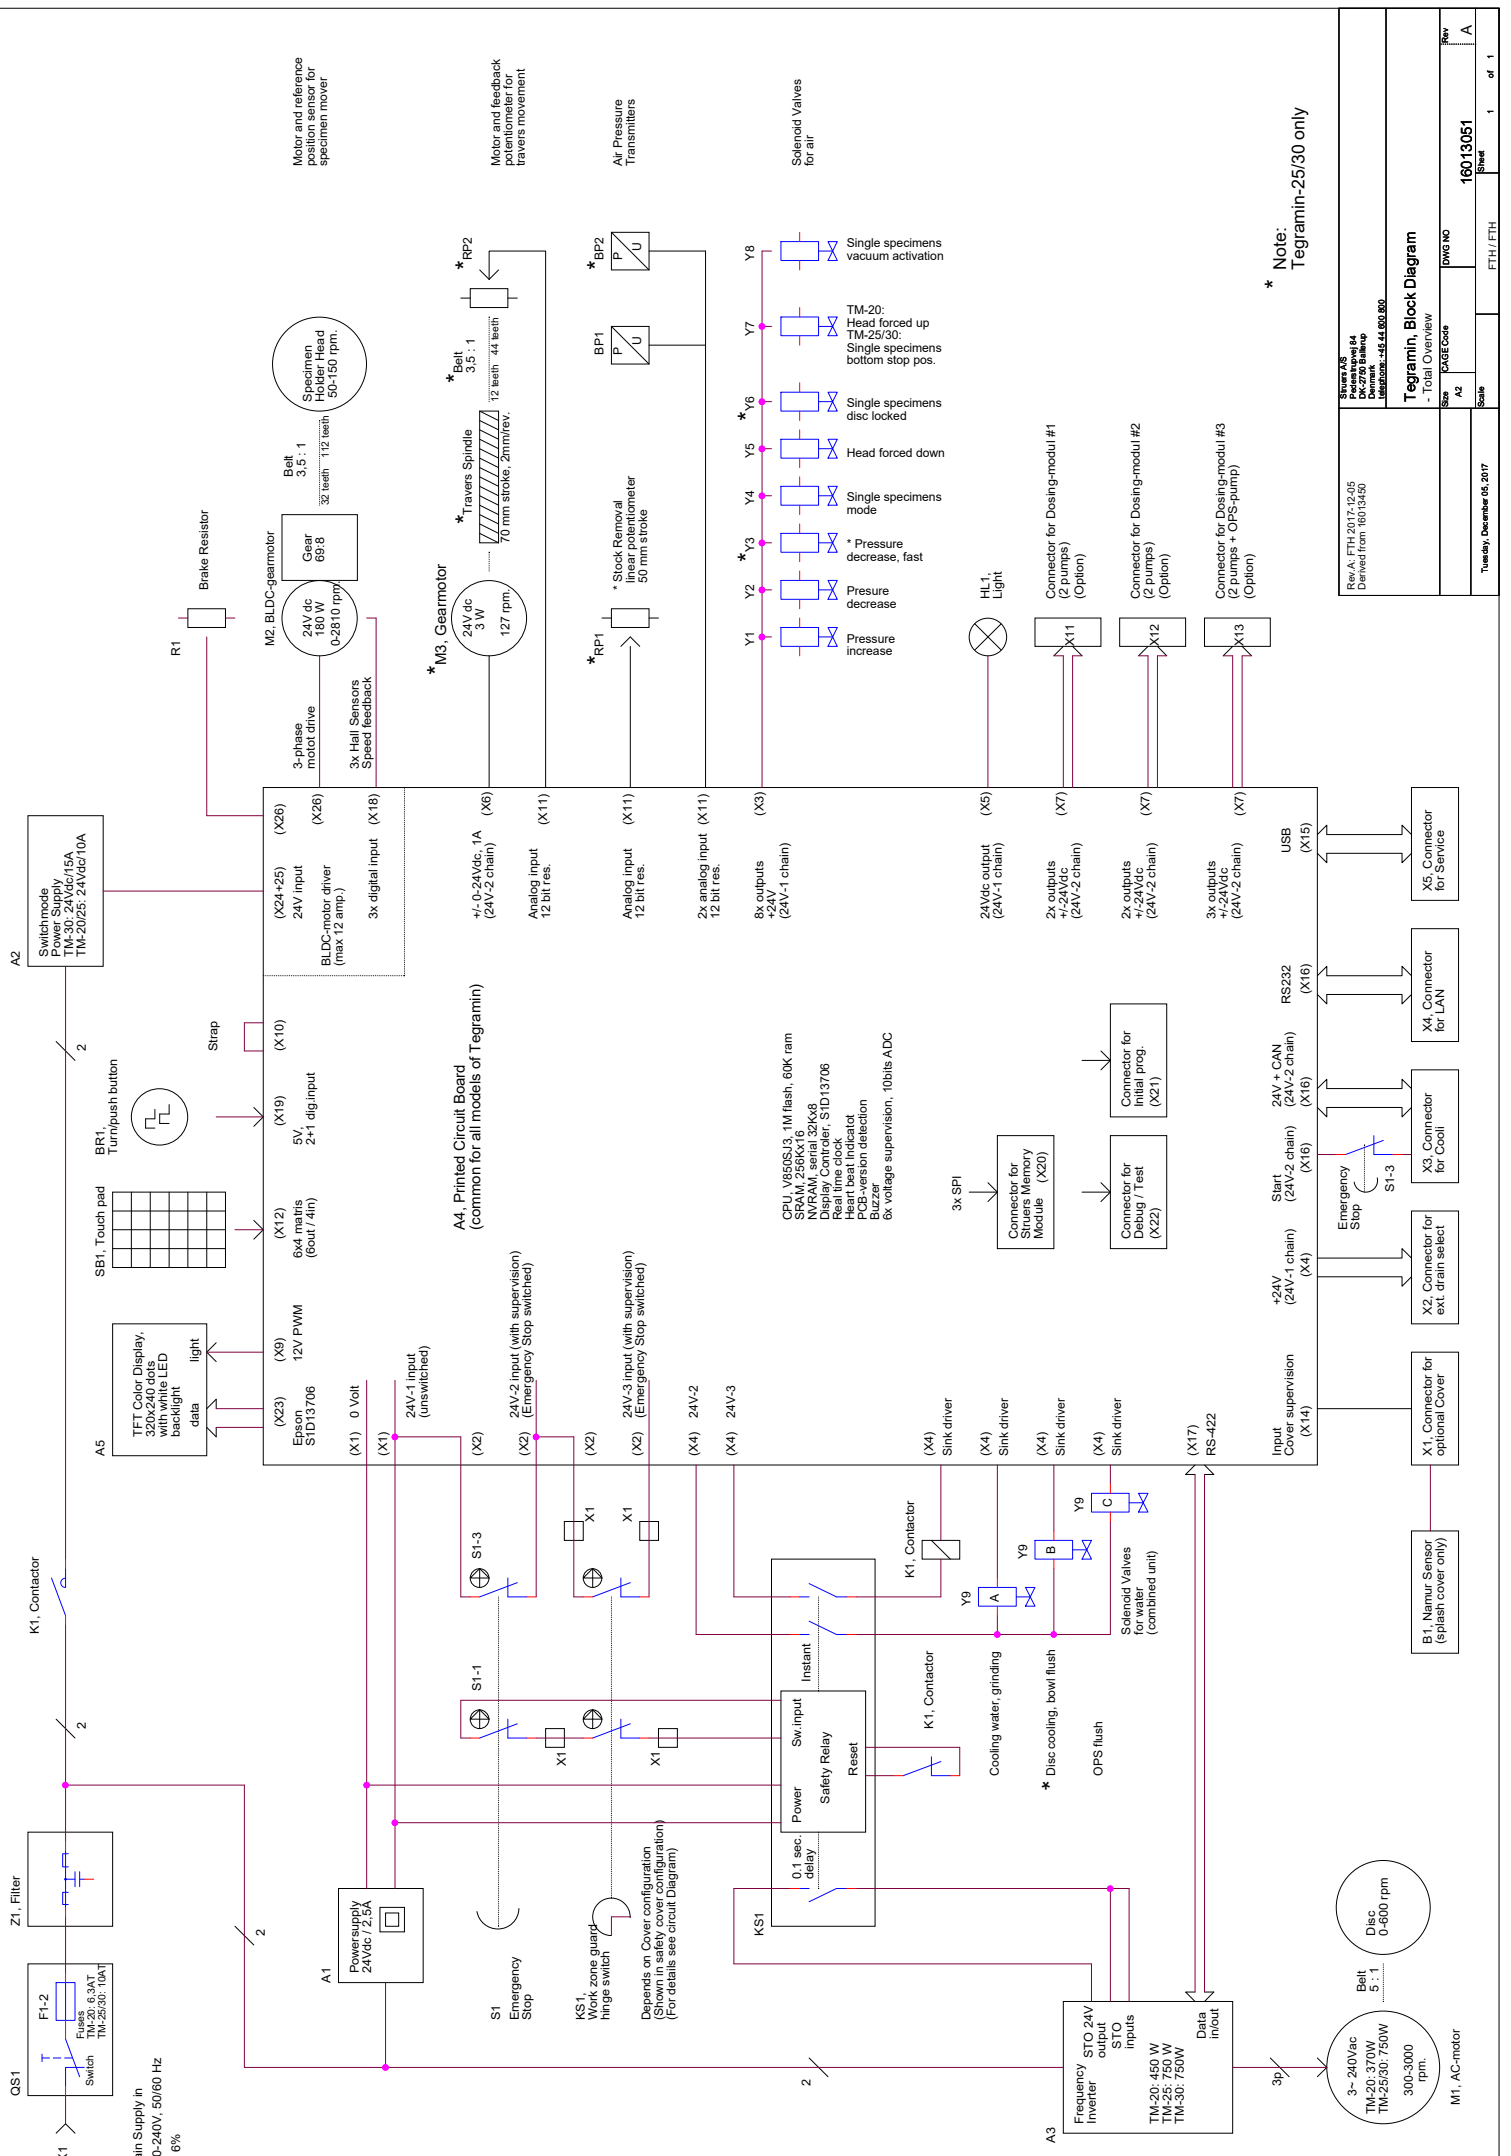 X1
ain Supply in
0-240V, 50/60 Hz
6%
QS1
F1-2
Switch
Fuses
TM-20: 6,3AT
TM-25/30: 10AT
Z1, Filter
2
2
K1, Contactor
2
A2
Switchmode
Power Supply
TM-30: 24Vdc/15A
TM-20/25: 24Vdc/10A
A5
TFT Color Display,
320x240 dots
with white LED
backlight
data
light
SB1, Touch pad
BR1,
Turn/push button
Strap
(X23)
Epson
S1D13706
(X9)
12V PWM
(X12)
6x4 matris
(6out / 4in)
(X19)
5V,
2+1 dig.input
(X10)
(X24+25)
24V input
(X26)
BLDC-motor driver
(max 12 amp.)
(X26)
3x digital input
(X18)
R1
Brake Resistor
3-phase
motot drive
3x Hall Sensors
Speed feedback
M2, BLDC-gearmotor
24V dc
180 W
0-2810 rpm.
Gear
69:8
Belt
3,5 : 1
32 teeth
112 teeth
Specimen
Holder Head
50-150 rpm.
Motor and reference
position sensor for
specimen mover
A1
Powersupply
24Vdc / 2,5A
(X1)
0 Volt
(X1)
24V-1 input
(unswitched)
(X2)
24V-2 input (with supervision)
(Emergency Stop switched)
(X2)
(X2)
24V-3 input (with supervision)
(Emergency Stop switched)
(X2)
(X4)
24V-2
(X4)
24V-3
A4, Printed Circuit Board
(common for all models of Tegramin)
+/- 0-24Vdc, 1A
(24V-2 chain)
(X6)
Analog input
12 bit res.
(X11)
* M3, Gearmotor
24V dc
3 W
127 rpm.
* Travers Spindle
70 mm stroke, 2mm/rev.
* Belt
3,5 : 1
12 teeth
44 teeth
* RP2
Motor and feedback
potentiometer for
travers movement
S1
Emergency
Stop
S1-1
S1-3
X1
X1
X1
X1
KS1,
Work zone guard
hinge switch
Depends on Cover configuration
(Shown in safety cover configuration)
(For details see circuit Diagram)
Analog input
12 bit res.
(X11)
* RP1
* Stock Removal
linear potentiometer
50 mm stroke
2x analog input
12 bit res.
(X11)
BP1
P
U
* BP2
P
U
Air Pressure
Transmitters
8x outputs
+24V
(24V-1 chain)
(X3)
Y1
Pressure
increase
Y2
Presure
decrease
* Y3
* Pressure
decrease, fast
Y4
Single specimens
mode
Y5
Head forced down
* Y6
Single specimens
disc locked
Y7
TM-20:
Head forced up
TM-25/30:
Single specimens
bottom stop pos.
Y8
Single specimens
vacuum activation
Solenoid Valves
for air
KS1
0.1 sec.
delay
Power
Sw.input
Safety Relay
Reset
Instant
K1, Contactor
K1, Contactor
(X4)
Sink driver
(X4)
Sink driver
(X4)
Sink driver
(X4)
Sink driver
Y9
A
Y9
B
Y9
C
Cooling water, grinding
* Disc cooling, bowl flush
OPS flush
Solenoid Valves
for water
(combined unit)
CPU, V850SJ3, 1M flash, 60K ram
SRAM, 256Kx16
NVRAM, serial 32Kx8
Display Controler, S1D13706
Real time clock
Heart beat Indicator
PCB-version detection
Buzzer
6x voltage supervision, 10bits ADC
3x SPI
Connector for
Struers Memory
Module (X20)
Connector for
Debug / Test
(X22)
Connector for
Initial prog.
(X21)
24Vdc output
(24V-1 chain)
(X5)
HL1,
Light
2x outputs
+/-24Vdc
(24V-2 chain)
(X7)
X11
Connector for Dosing-modul #1
(2 pumps)
(Option)
2x outputs
+/-24Vdc
(24V-2 chain)
(X7)
X12
Connector for Dosing-modul #2
(2 pumps)
(Option)
3x outputs
+/-24Vdc
(24V-2 chain)
(X7)
X13
Connector for Dosing-modul #3
(2 pumps + OPS-pump)
(Option)
2
A3
Frequency
Inverter
STO 24V
output
STO
inputs
TM-20: 450 W
TM-25: 750 W
TM-30: 750W
Data
in/out
(X17)
RS-422
3p
3~ 240Vac
TM-20: 370W
TM-25/30: 750W
300-3000
rpm.
M1, AC-motor
Belt
5 : 1
Disc
0-600 rpm
Input
Cover supervision
(X14)
+24V
(24V-1 chain)
(X4)
Start
(24V-2 chain)
(X16)
24V + CAN
(24V-2 chain)
(X16)
RS232
(X16)
USB
(X15)
Emergency
Stop
S1-3
B1, Namur Sensor
(splash cover only)
X1, Connector for
optional Cover
X2, Connector for
ext. drain select
X3, Connector
for Cooli
X4, Connector
for LAN
X5, Connector
for Service
* Note:
Tegramin-25/30 only
Rev.A: FTH 2017-12-05
Derived from 16013450
Struers A/S
Pederstrupvej 84
DK-2750 Ballerup
Denmark
telephone: +45 44 600 800
Tegramin, Block Diagram
- Total Overview
Size
A2
CAGE Code
DWG NO
16013051
Rev
A
Tuesday, December 05, 2017
Scale
FTH / FTH
Sheet
1
of
1